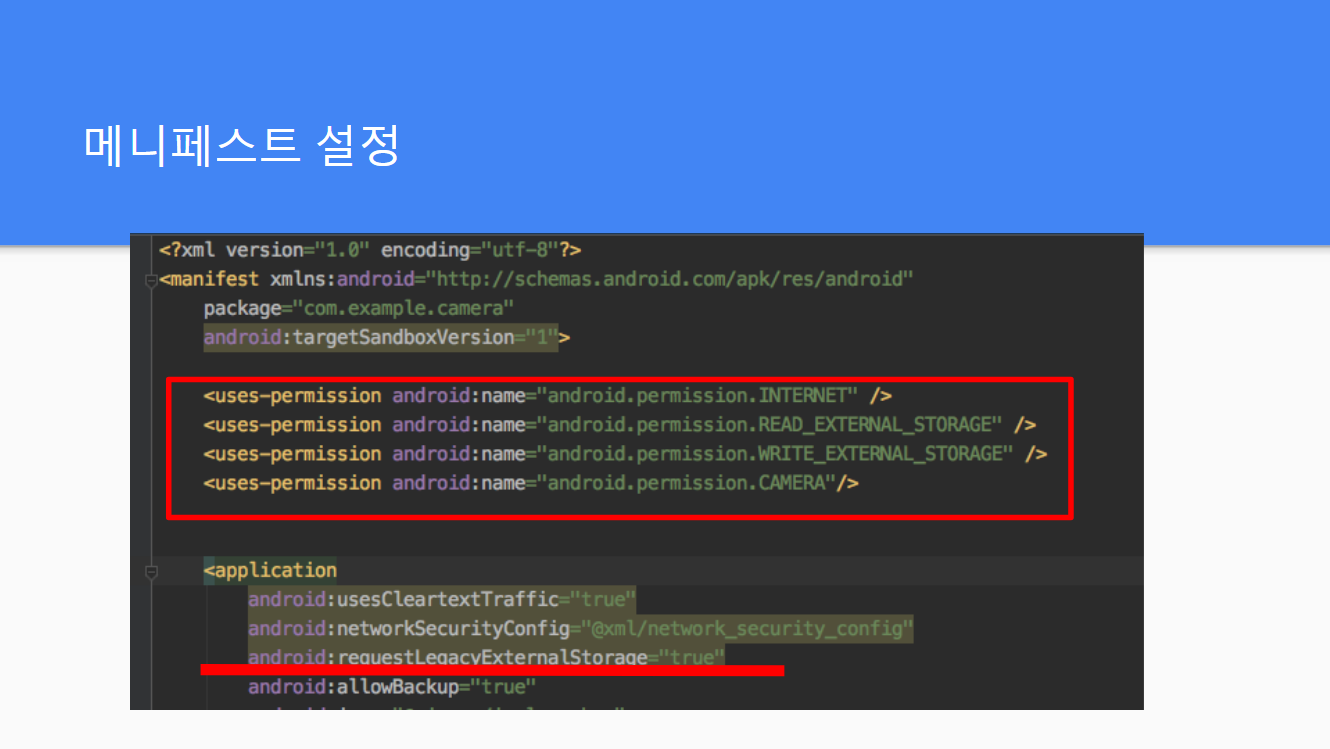 메니페스트 설정
<?xml version="1.0" encoding="utf-8"?>
<manifest xmlns:android="http://schemas.android.com/apk/res/android"
package="com.example.camera"
android:targetSandboxVersion="1">
<uses-permission android:name="android.permission.INTERNET" />
<uses-permission android:name="android.permission.READ_EXTERNAL_STORAGE" />
<uses-permission android:name="android.permission.WRITE_EXTERNAL_STORAGE" />
<uses-permission android:name="android.permission.CAMERA"/>
<application
android:usesCleartextTraffic="true"
android:networkSecurityConfig="@xml/network_security_config"
android:requestLegacyExternalStorage="true"
android:allowBackup="true"